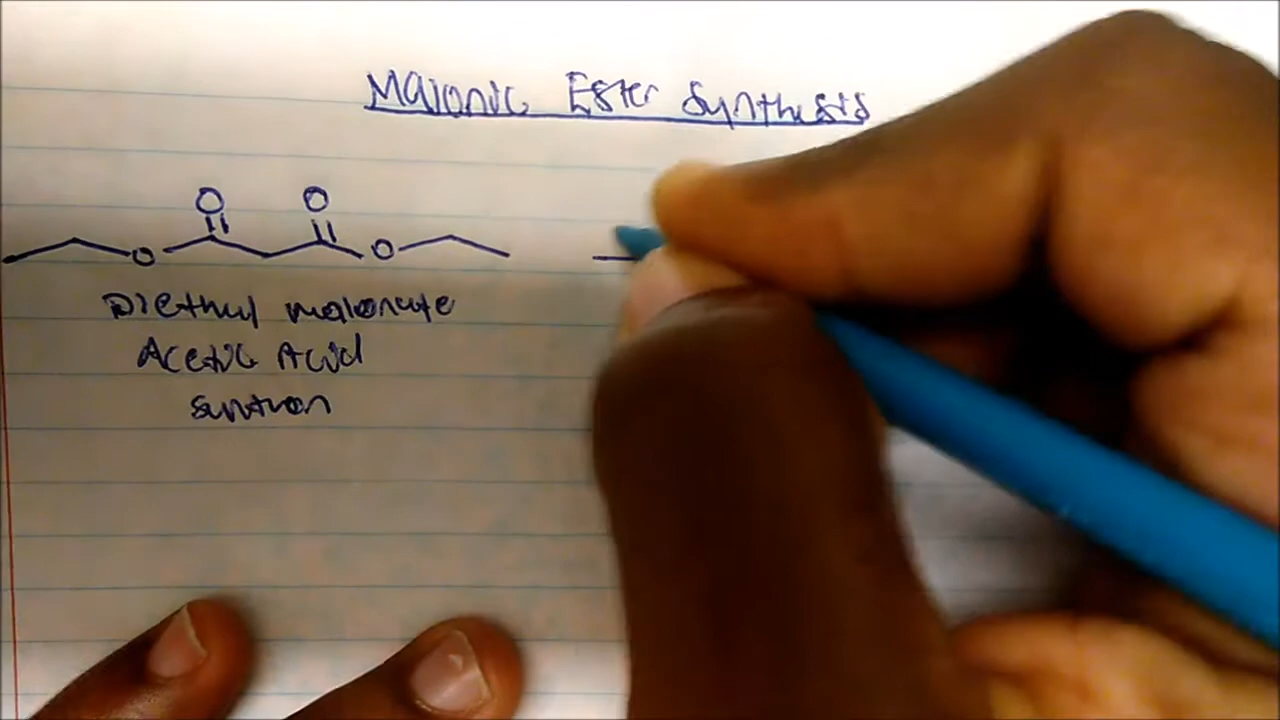 Malonic Ester Synthesis
O O
O O
Diethyl malonate
Acetic Acid
Synthon